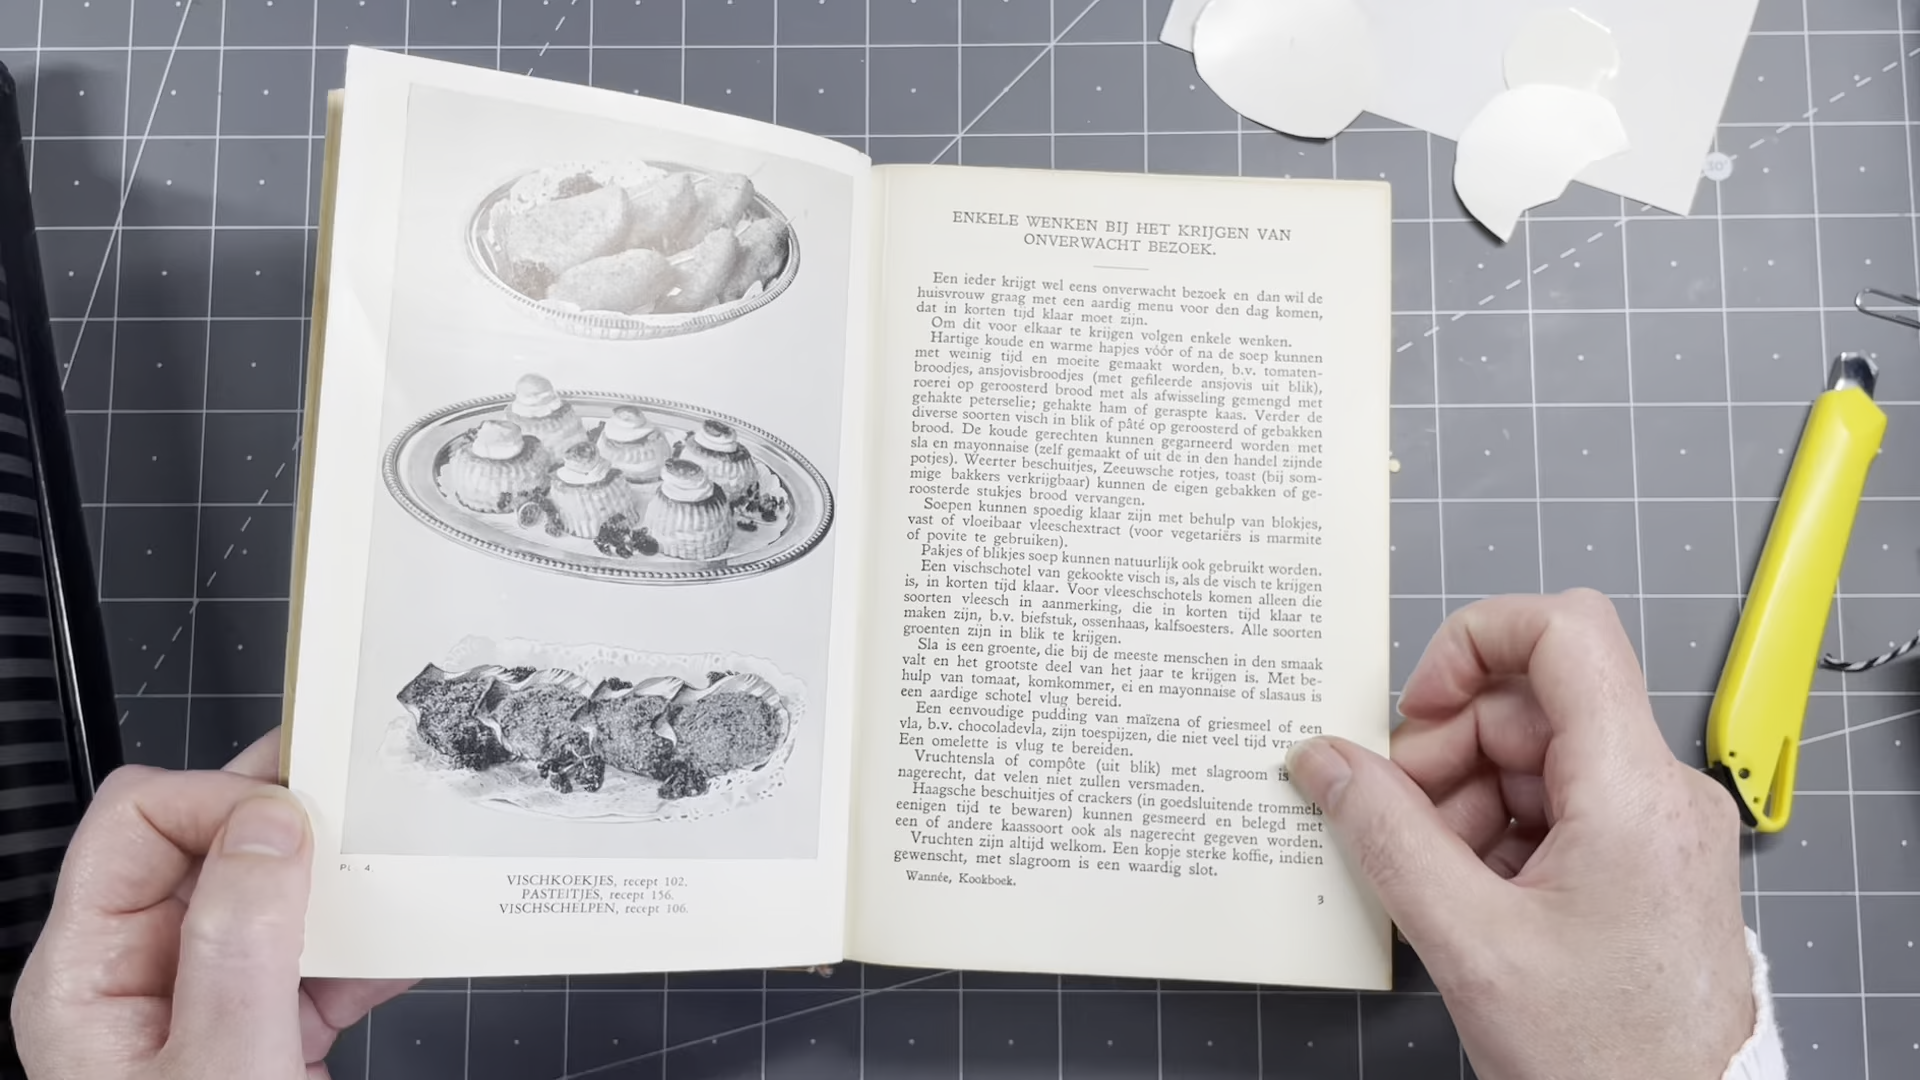 Pl. 4.
VISCHKOEKJES, recept 102.
PASTEITJES, recept 156.
VISCHSCHELPEN, recept 106.
ENKELE WENKEN BIJ HET KRIJGEN VAN
ONVERWACHT BEZOEK.
Een ieder krijgt wel eens onverwacht bezoek en dan wil de
huisvrouw graag met een aardig menu voor den dag komen,
dat in korten tijd klaar moet zijn.
Om dit voor elkaar te krijgen volgen enkele wenken.
Hartige koude en warme hapjes vóór of na de soep kunnen
met weinig tijd en moeite gemaakt worden, b.v. tomaten-
broodjes, ansjovisbroodjes (met gefileerde ansjovis uit blik),
roerei op geroosterd brood met als afwisseling gemengd met
gehakte peterselie; gehakte ham of geraspte kaas. Verder de
diverse soorten visch in blik of pâté op geroosterd of gebakken
brood. De koude gerechten kunnen gegarneerd worden met
sla en mayonnaise (zelf gemaakt of uit de in den handel zijnde
potjes). Weerter beschuitjes, Zeeuwsche rotjes, toast (bij som-
mige bakkers verkrijgbaar) kunnen de eigen gebakken of ge-
roosterde stukjes brood vervangen.
Soepen kunnen spoedig klaar zijn met behulp van blokjes,
vast of vloeibaar vleeschextract (voor vegetariërs is marmite
of povite te gebruiken).
Pakjes of blikjes soep kunnen natuurlijk ook gebruikt worden.
Een vischschotel van gekookte visch is, als de visch te krijgen
is, in korten tijd klaar. Voor vleeschschotels komen alleen die
soorten vleesch in aanmerking, die in korten tijd klaar te
maken zijn, b.v. biefstuk, ossenhaas, kalfsoesters. Alle soorten
groenten zijn in blik te krijgen.
Sla is een groente, die bij de meeste menschen in den smaak
valt en het grootste deel van het jaar te krijgen is. Met be-
hulp van tomaat, komkommer, ei en mayonnaise of slasaus is
een aardige schotel vlug bereid.
Een eenvoudige pudding van maïzena of griesmeel of een
vla, b.v. chocoladevla, zijn toespijzen, die niet veel tijd
Een omelette is vlug te bereiden.
Vruchtensla of compôte (uit blik) met slagroom is
nagerecht, dat velen niet zullen versmaden.
Haagsche beschuitjes of crackers (in goedsluitende trommels
eenigen tijd te bewaren) kunnen gesmeerd en belegd met
een of andere kaassoort ook als nagerecht gegeven worden.
Vruchten zijn altijd welkom. Een kopje sterke koffie, indien
gewenscht, met slagroom is een waardig slot.
Wannée, Kookboek.
3
30°